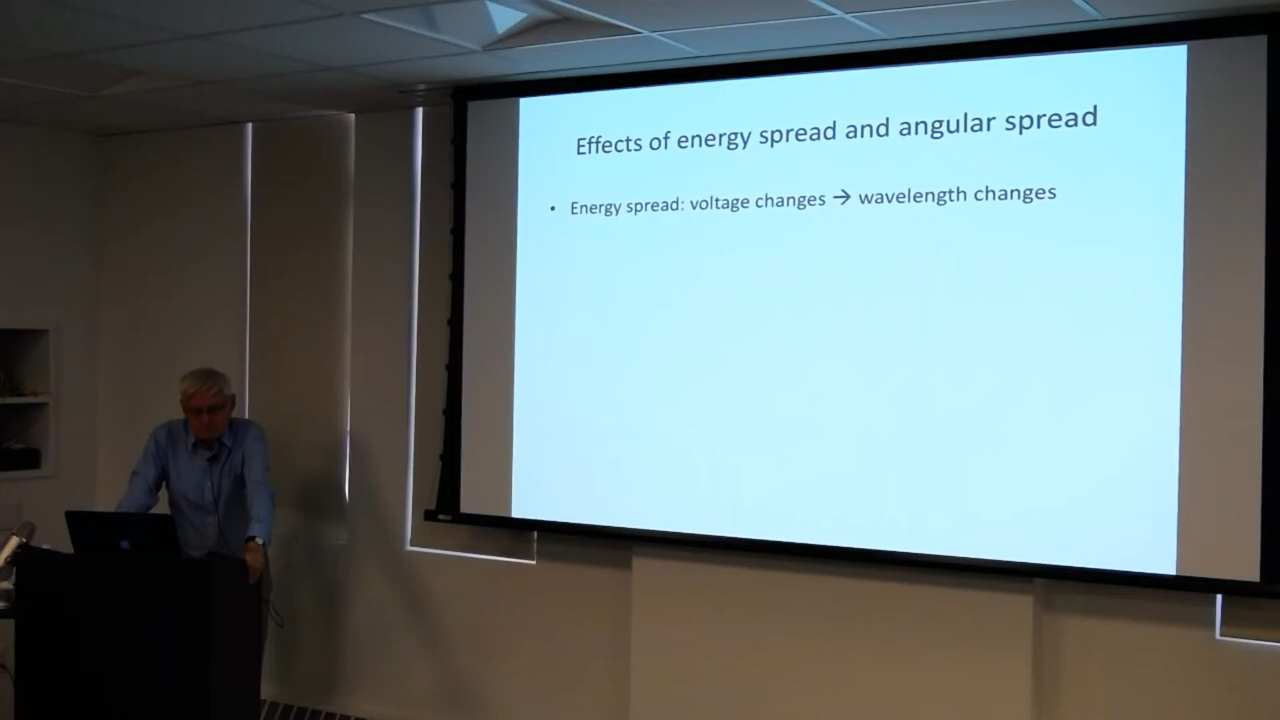 Effects of energy spread and angular spread
• Energy spread: voltage changes → wavelength changes